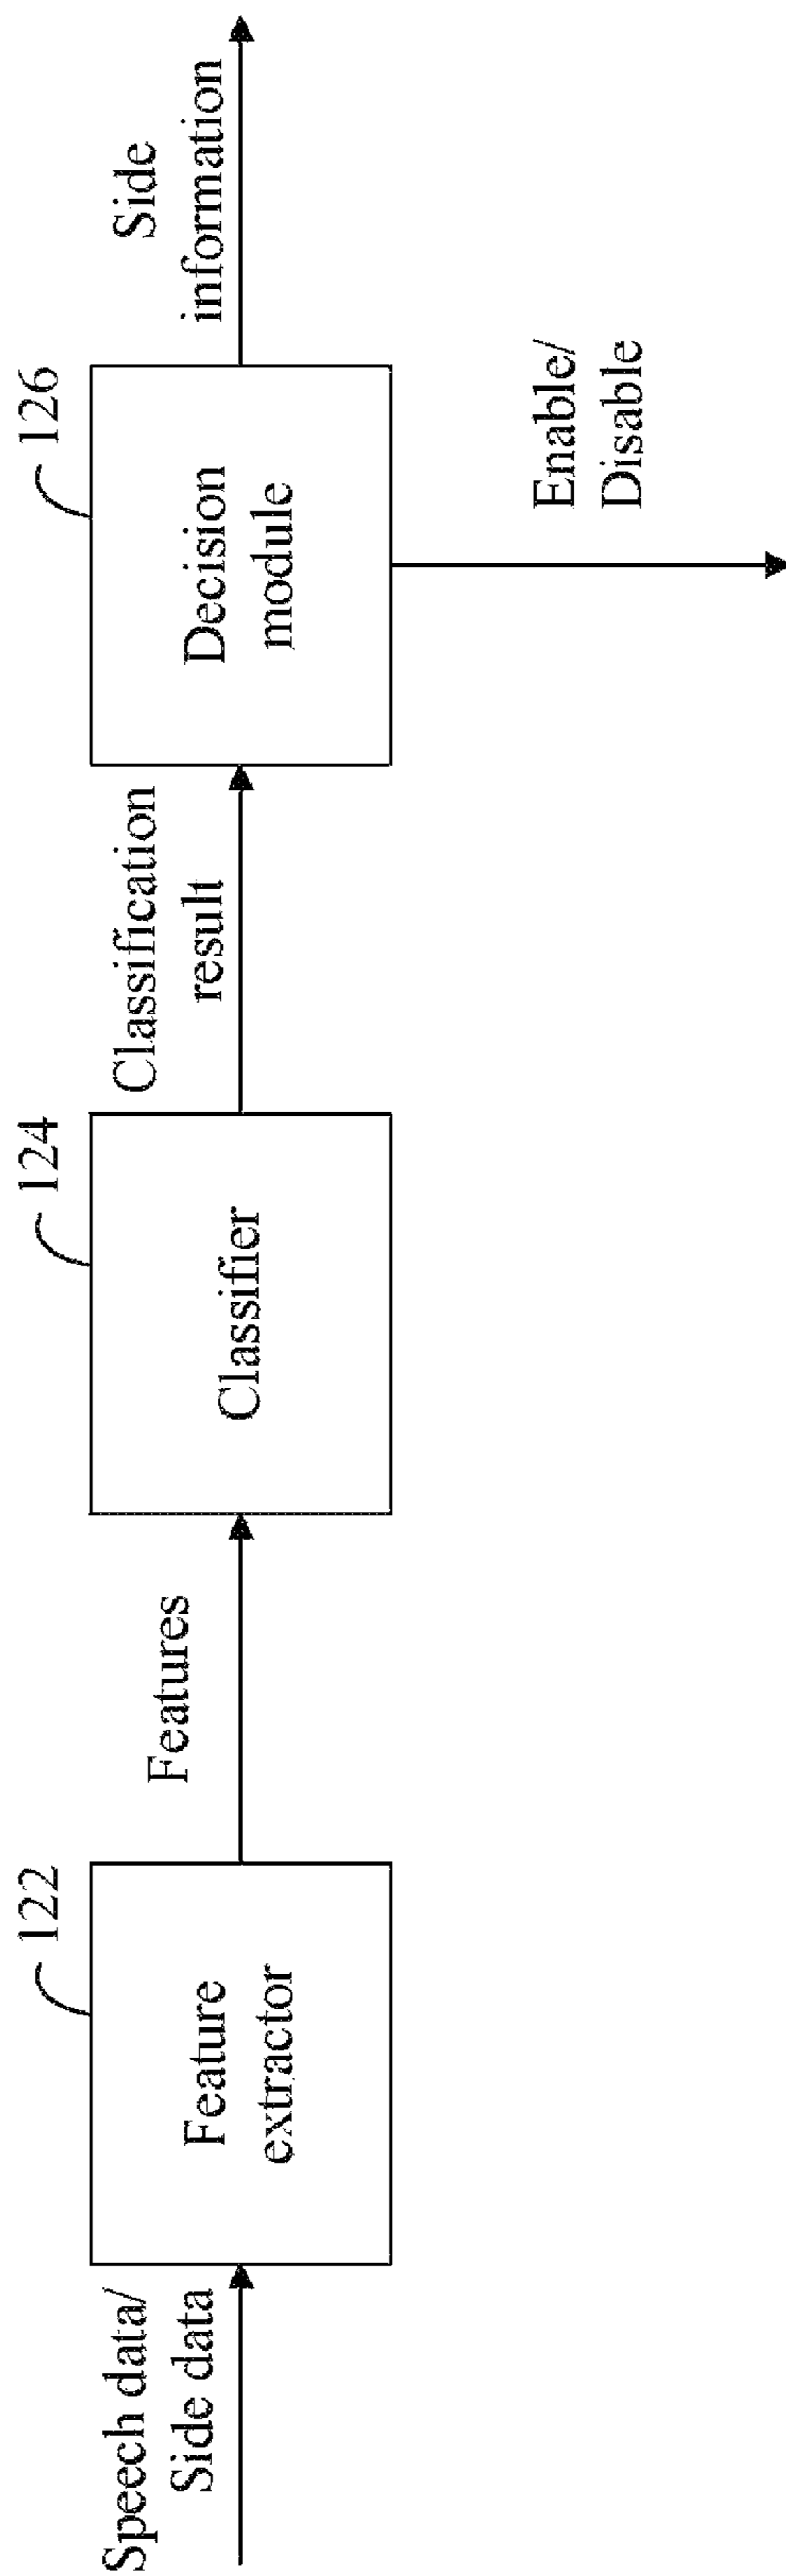 Speech data/
Side data
122
Feature
extractor
Features
124
Classifier
Classification
result
126
Decision
module
Side
information
Enable/
Disable